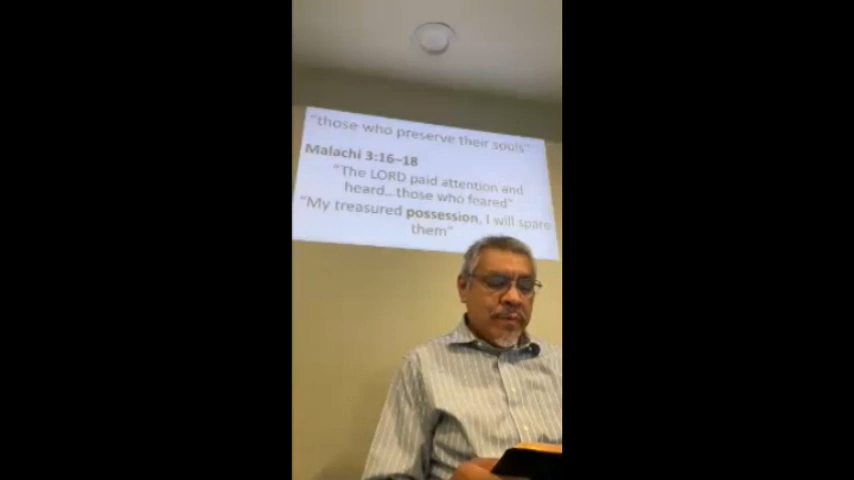 "those who preserve their souls"
Malachi 3:16–18
"The LORD paid attention and
heard...those who feared"
"My treasured possession, I will spare
them"